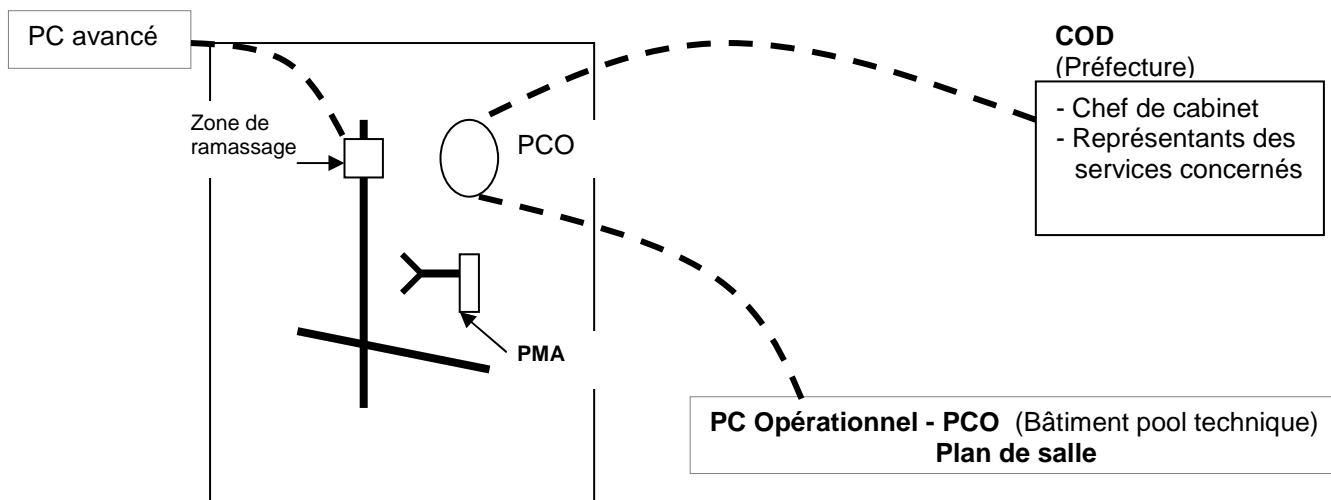 PC avancé
COD
(Préfecture)
- Chef de cabinet
- Représentants des
services concernés
Zone de
ramassage
PCO
PMA
PC Opérationnel - PCO (Bâtiment pool technique)
Plan de salle